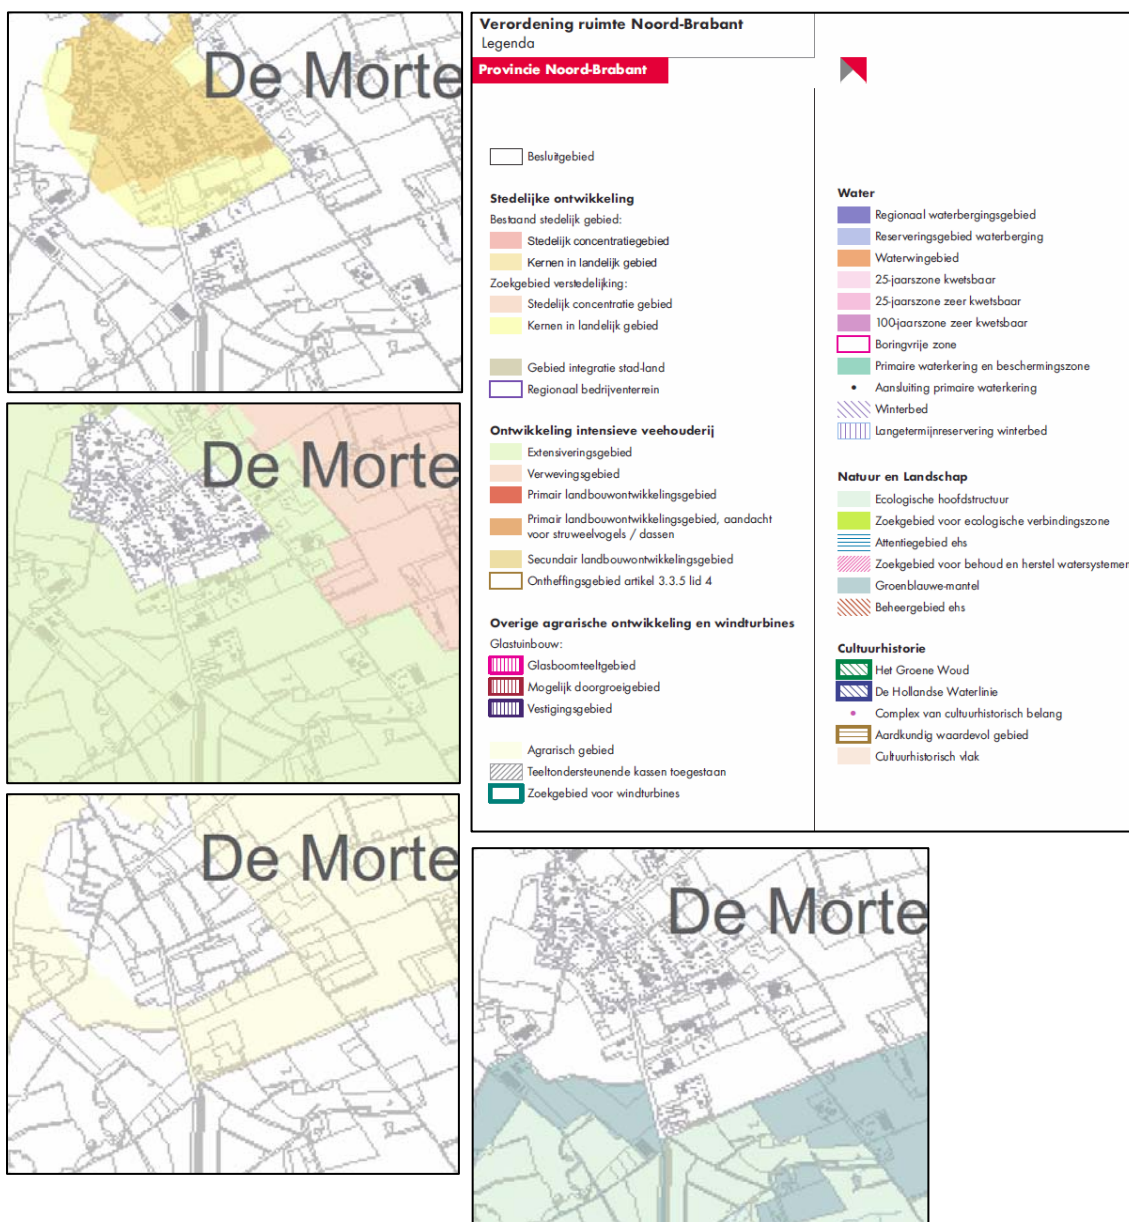 De Morte
De Morte
De Morte
Verordening ruimte Noord-Brabant
Legenda
Provincie Noord-Brabant
Besluitgebied
Stedelijke ontwikkeling
Bestaand stedelijk gebied:
Stedelijk concentratiegebied
Kernen in landelijk gebied
Zoekgebied verstedelijking:
Stedelijk concentratie gebied
Kernen in landelijk gebied
Gebied integratie stad-land
Regionaal bedrijventerrein
Ontwikkeling intensieve veehouderij
Extensiveringsgebied
Verwevingsgebied
Primair landbouwontwikkelingsgebied
Primair landbouwontwikkelingsgebied, aandacht
voor struweelvogels / dassen
Secundair landbouwontwikkelingsgebied
Ontheffingsgebied artikel 3.3.5 lid 4
Overige agrarische ontwikkeling en windturbines
Glastuinbouw:
Glasboomteeltgebied
Mogelijk doorgroeigebied
Vestigingsgebied
Agrarisch gebied
Teeltondersteunende kassen toegestaan
Zoekgebied voor windturbines
Water
Regionaal waterbergingsgebied
Reserveringsgebied waterberging
Waterwingebied
25-jaarszone kwetsbaar
25-jaarszone zeer kwetsbaar
100-jaarszone zeer kwetsbaar
Boringvrije zone
Primaire waterkering en beschermingszone
Aansluiting primaire waterkering
Winterbed
Langetermijnreservering winterbed
Natuur en Landschap
Ecologische hoofdstructuur
Zoekgebied voor ecologische verbindingszone
Attentiegebied ehs
Zoekgebied voor behoud en herstel watersystemen
Groenblauwe-mantel
Beheergebied ehs
Cultuurhistorie
Het Groene Woud
De Hollandse Waterlinie
Complex van cultuurhistorisch belang
Aardkundig waardevol gebied
Cultuurhistorisch vlak
De Morte